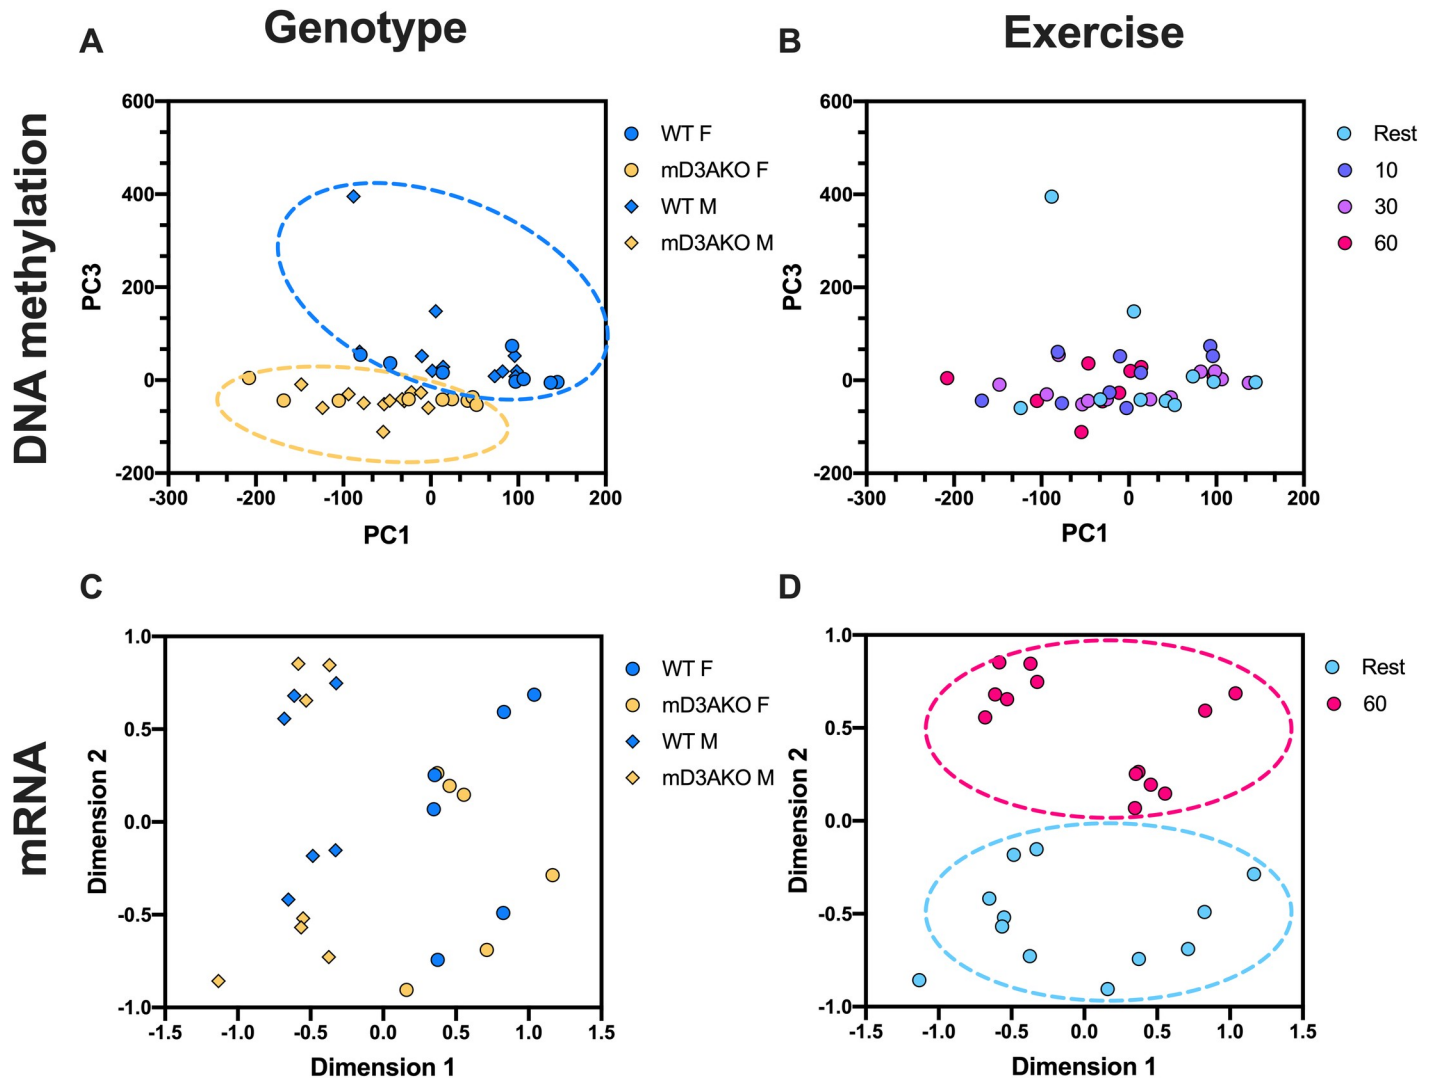 Genotype
Exercise
DNA methylation
mRNA
A
600
400
200
0
-200
-300
-200
-100
0
100
200
PC3
PC1
WT F
mD3AKO F
WT M
mD3AKO M
B
600
400
200
0
-200
-300
-200
-100
0
100
200
PC3
PC1
Rest
10
30
60
C
1.0
0.5
0.0
-0.5
-1.0
-1.5
-1.0
-0.5
0.0
0.5
1.0
1.5
Dimension 2
Dimension 1
WT F
mD3AKO F
WT M
mD3AKO M
D
1.0
0.5
0.0
-0.5
-1.0
-1.5
-1.0
-0.5
0.0
0.5
1.0
1.5
Dimension 2
Dimension 1
Rest
60